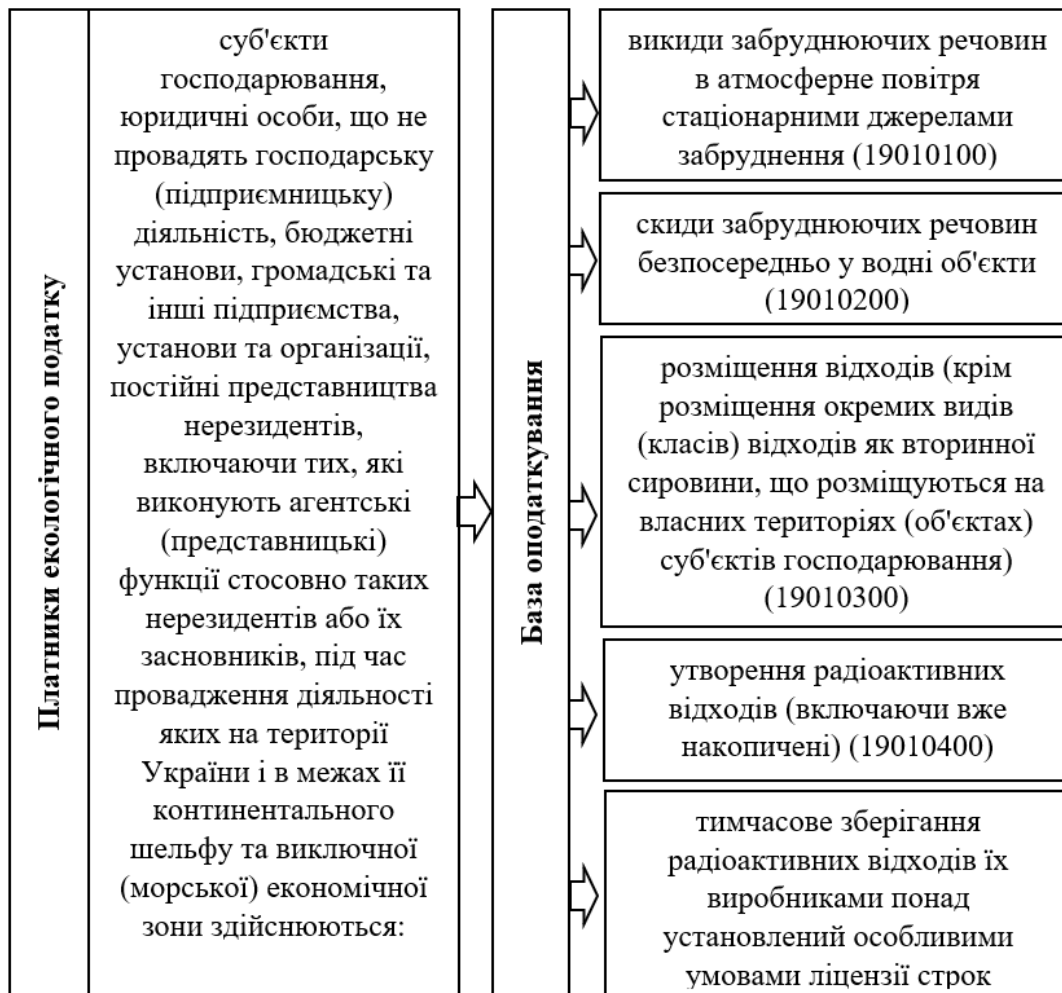 Платники екологічного податку
суб'єкти
господарювання,
юридичні особи, що не
провадять господарську
(підприємницьку)
діяльність, бюджетні
установи, громадські та
інші підприємства,
установи та організації,
постійні представництва
нерезидентів,
включаючи тих, які
виконують агентські
(представницькі)
функції стосовно таких
нерезидентів або їх
засновників, під час
провадження діяльності
яких на території
України і в межах її
континентального
шельфу та виключної
(морської) економічної
зони здійснюються:
База оподаткування
викиди забруднюючих речовин
в атмосферне повітря
стаціонарними джерелами
забруднення (19010100)
скиди забруднюючих речовин
безпосередньо у водні об'єкти
(19010200)
розміщення відходів (крім
розміщення окремих видів
(класів) відходів як вторинної
сировини, що розміщуються на
власних територіях (об'єктах)
суб'єктів господарювання)
(19010300)
утворення радіоактивних
відходів (включаючи вже
накопичені) (19010400)
тимчасове зберігання
радіоактивних відходів їх
виробниками понад
установлений особливими
умовами ліцензії строк